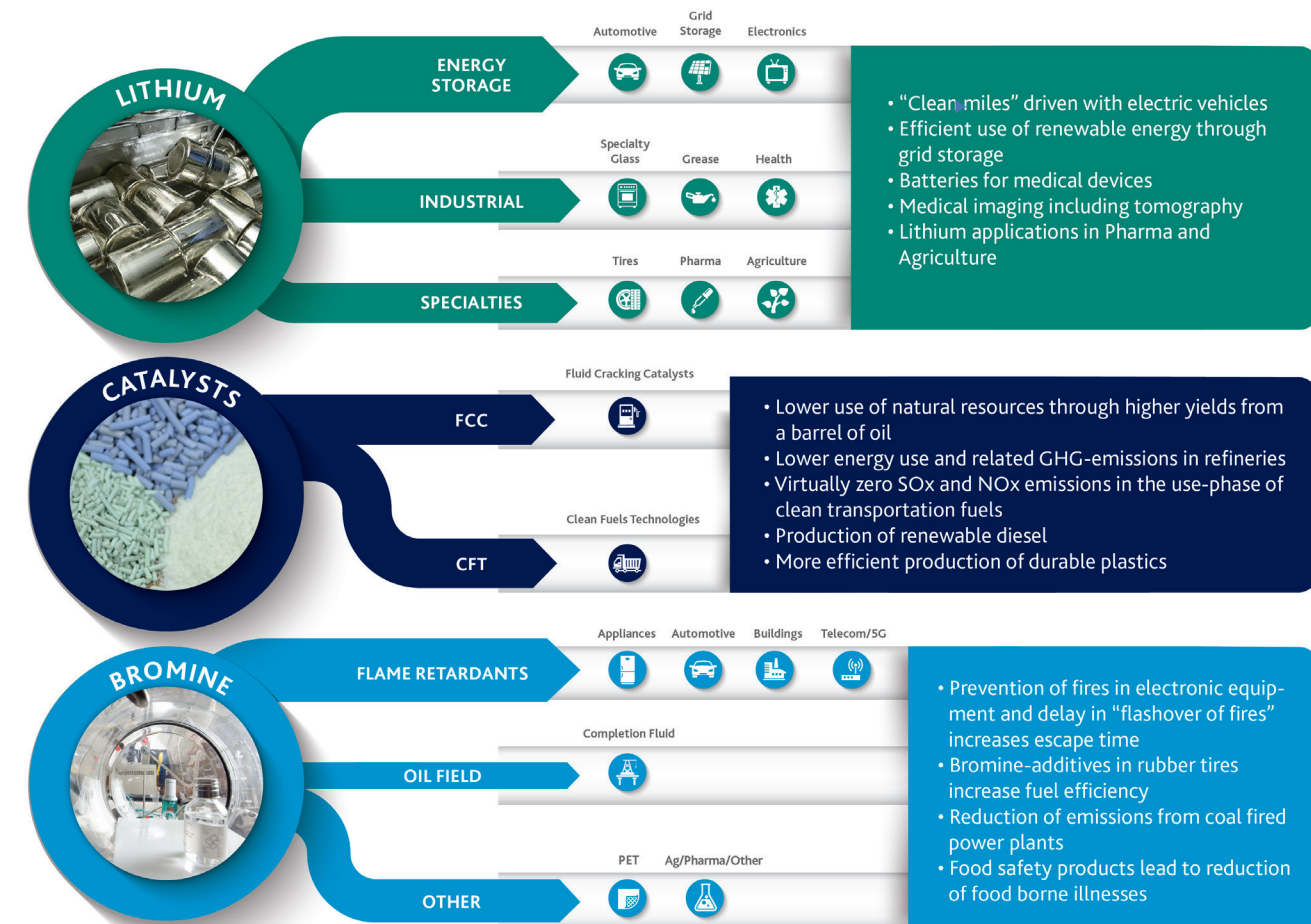 LITHIUM
ENERGY
STORAGE
Automotive
Grid
Storage
Electronics
INDUSTRIAL
Specialty
Glass
Grease
Health
SPECIALTIES
Tires
Pharma
Agriculture
• “Clean miles” driven with electric vehicles
• Efficient use of renewable energy through
grid storage
• Batteries for medical devices
• Medical imaging including tomography
• Lithium applications in Pharma and
Agriculture
CATALYSTS
FCC
Fluid Cracking Catalysts
CFT
Clean Fuels Technologies
• Lower use of natural resources through higher yields from
a barrel of oil
• Lower energy use and related GHG-emissions in refineries
• Virtually zero SOx and NOx emissions in the use-phase of
clean transportation fuels
• Production of renewable diesel
• More efficient production of durable plastics
BROMINE
FLAME RETARDANTS
Appliances
Automotive
Buildings
Telecom/5G
OIL FIELD
Completion Fluid
OTHER
PET
Ag/Pharma/Other
• Prevention of fires in electronic equip-
ment and delay in “flashover of fires”
increases escape time
• Bromine-additives in rubber tires
increase fuel efficiency
• Reduction of emissions from coal fired
power plants
• Food safety products lead to reduction
of food borne illnesses